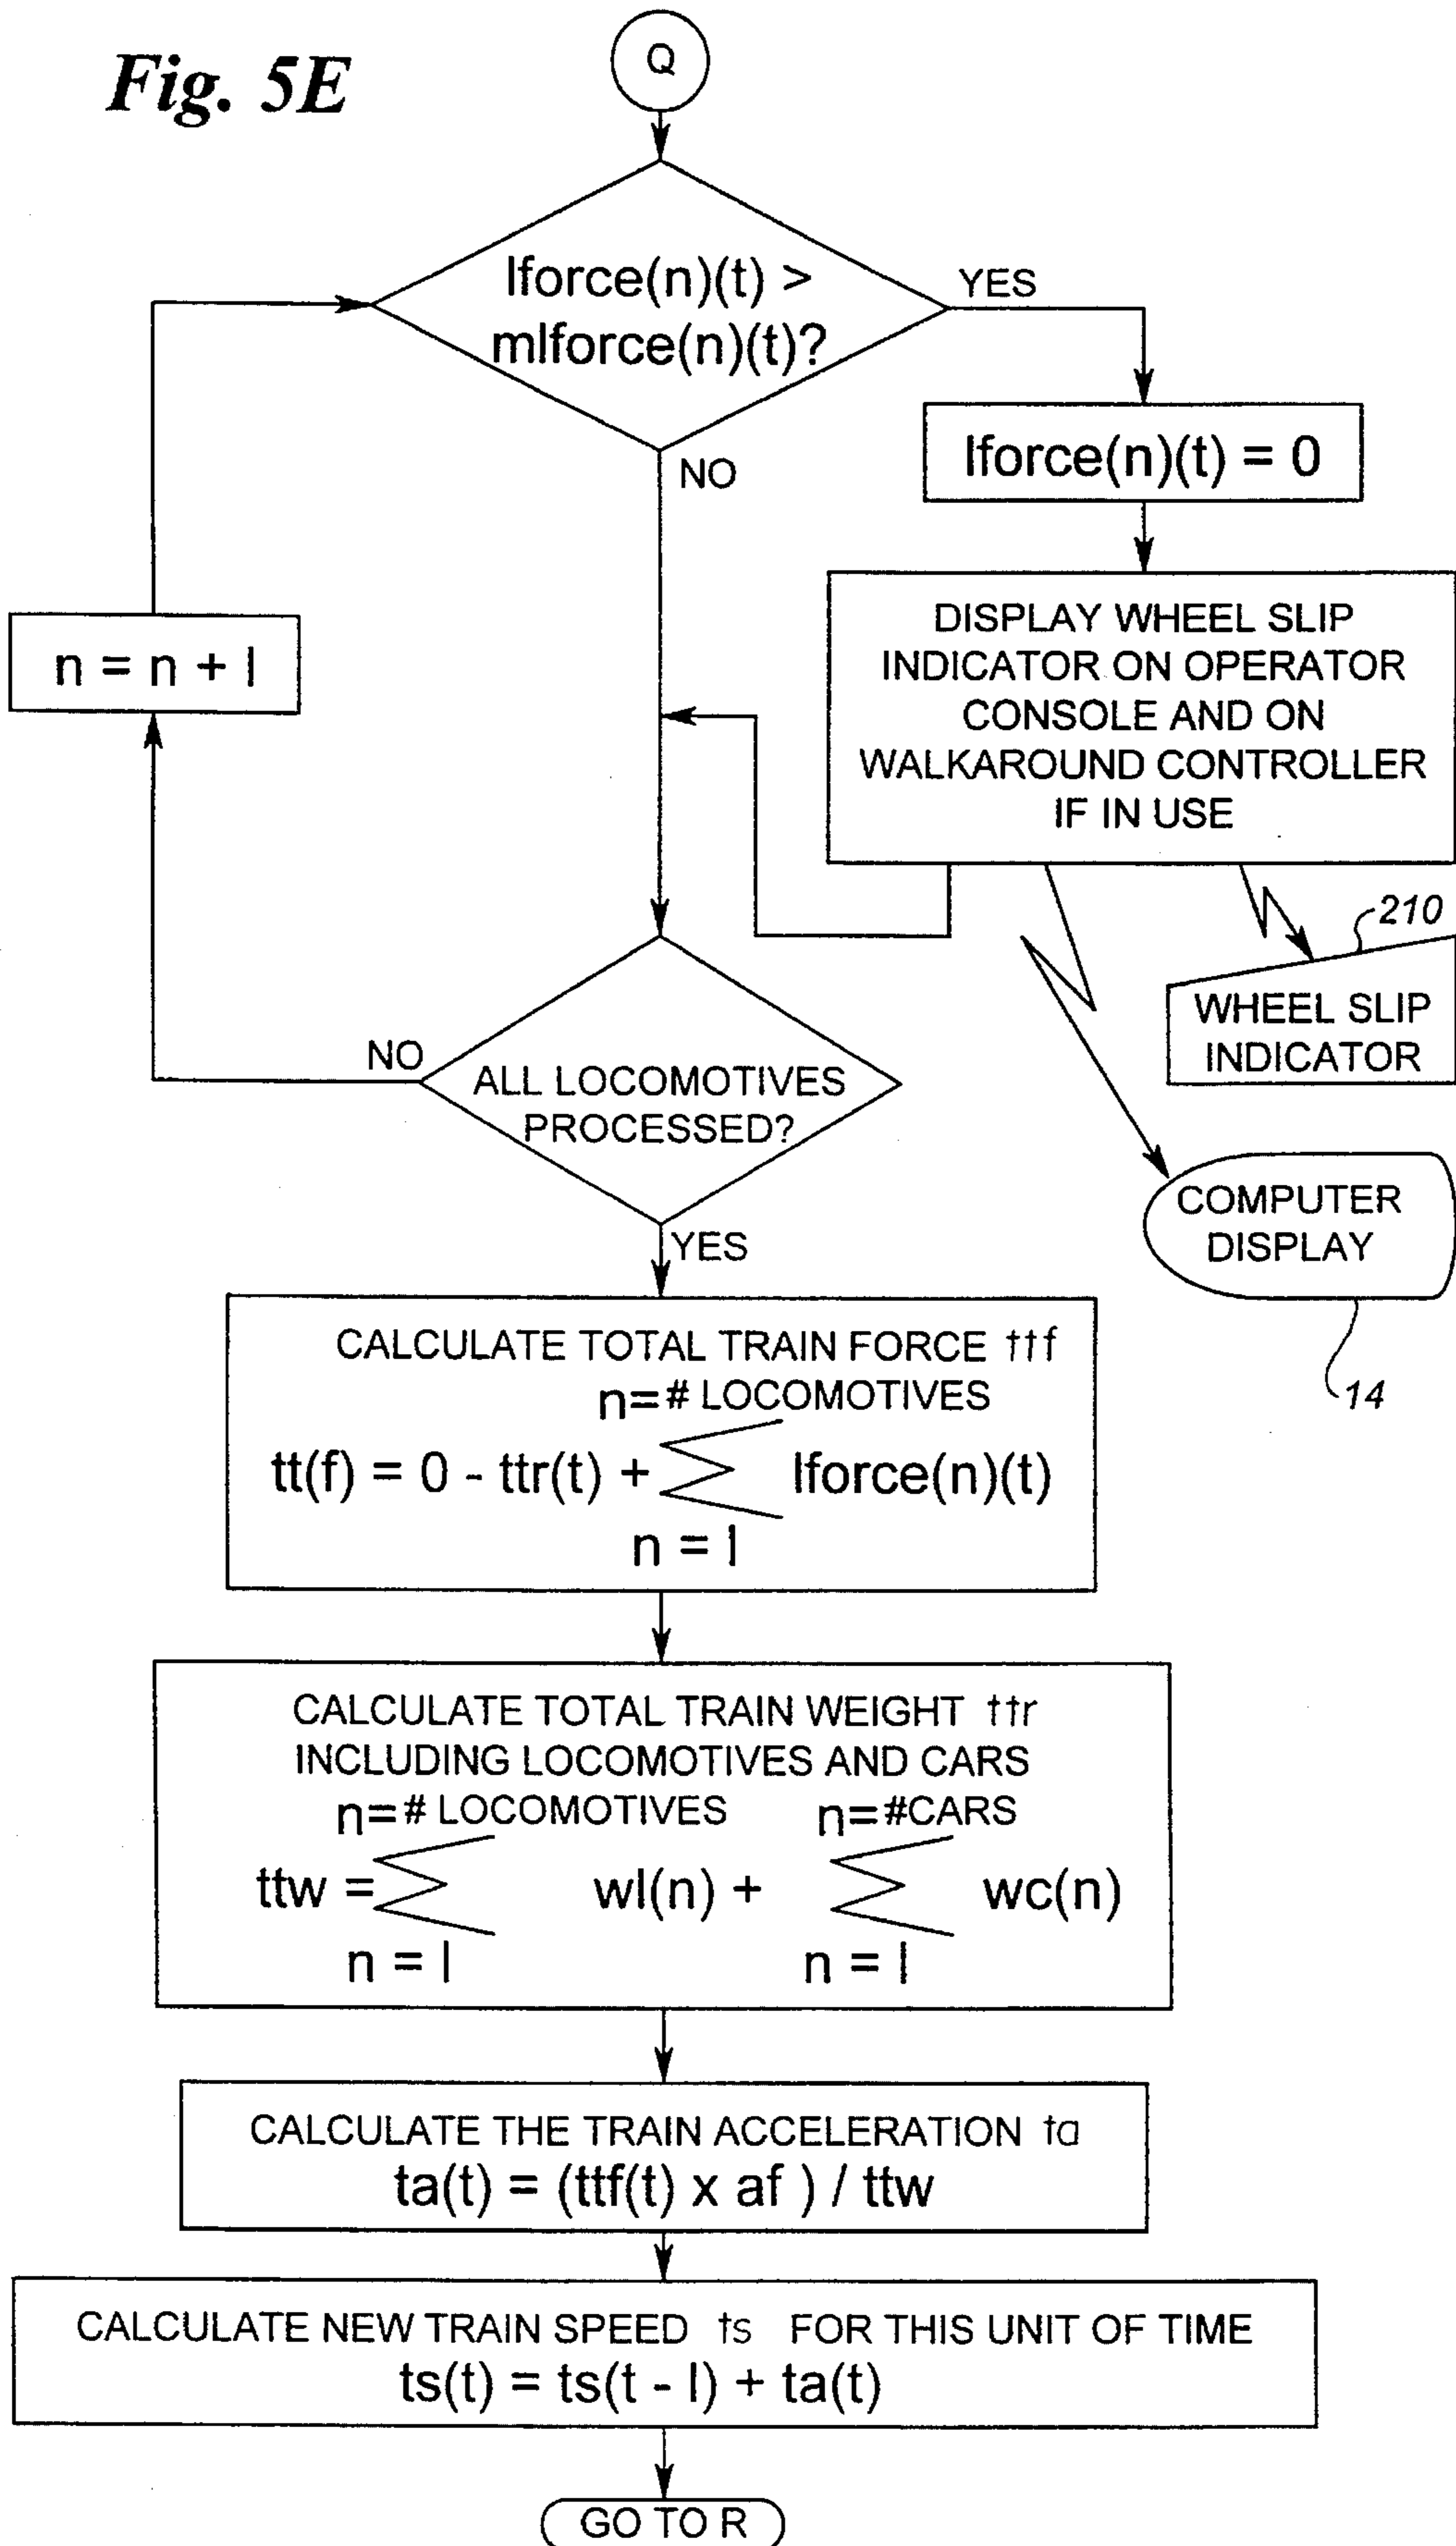 Fig. 5E
Q
lforce(n)(t) >
mlforce(n)(t)?
YES
NO
lforce(n)(t) = 0
DISPLAY WHEEL SLIP
INDICATOR ON OPERATOR
CONSOLE AND ON
WALKAROUND CONTROLLER
IF IN USE
n = n + l
210
WHEEL SLIP
INDICATOR
NO
ALL LOCOMOTIVES
PROCESSED?
YES
COMPUTER
DISPLAY
14
CALCULATE TOTAL TRAIN FORCE ttf
n=# LOCOMOTIVES
tt(f) = 0 - ttr(t) + ∑ lforce(n)(t)
n = l
CALCULATE TOTAL TRAIN WEIGHT ttr
INCLUDING LOCOMOTIVES AND CARS
n=# LOCOMOTIVES n=#CARS
ttw = ∑ wl(n) + ∑ wc(n)
n = l n = l
CALCULATE THE TRAIN ACCELERATION ta
ta(t) = (ttf(t) x af ) / ttw
CALCULATE NEW TRAIN SPEED ts FOR THIS UNIT OF TIME
ts(t) = ts(t - l) + ta(t)
GO TO R